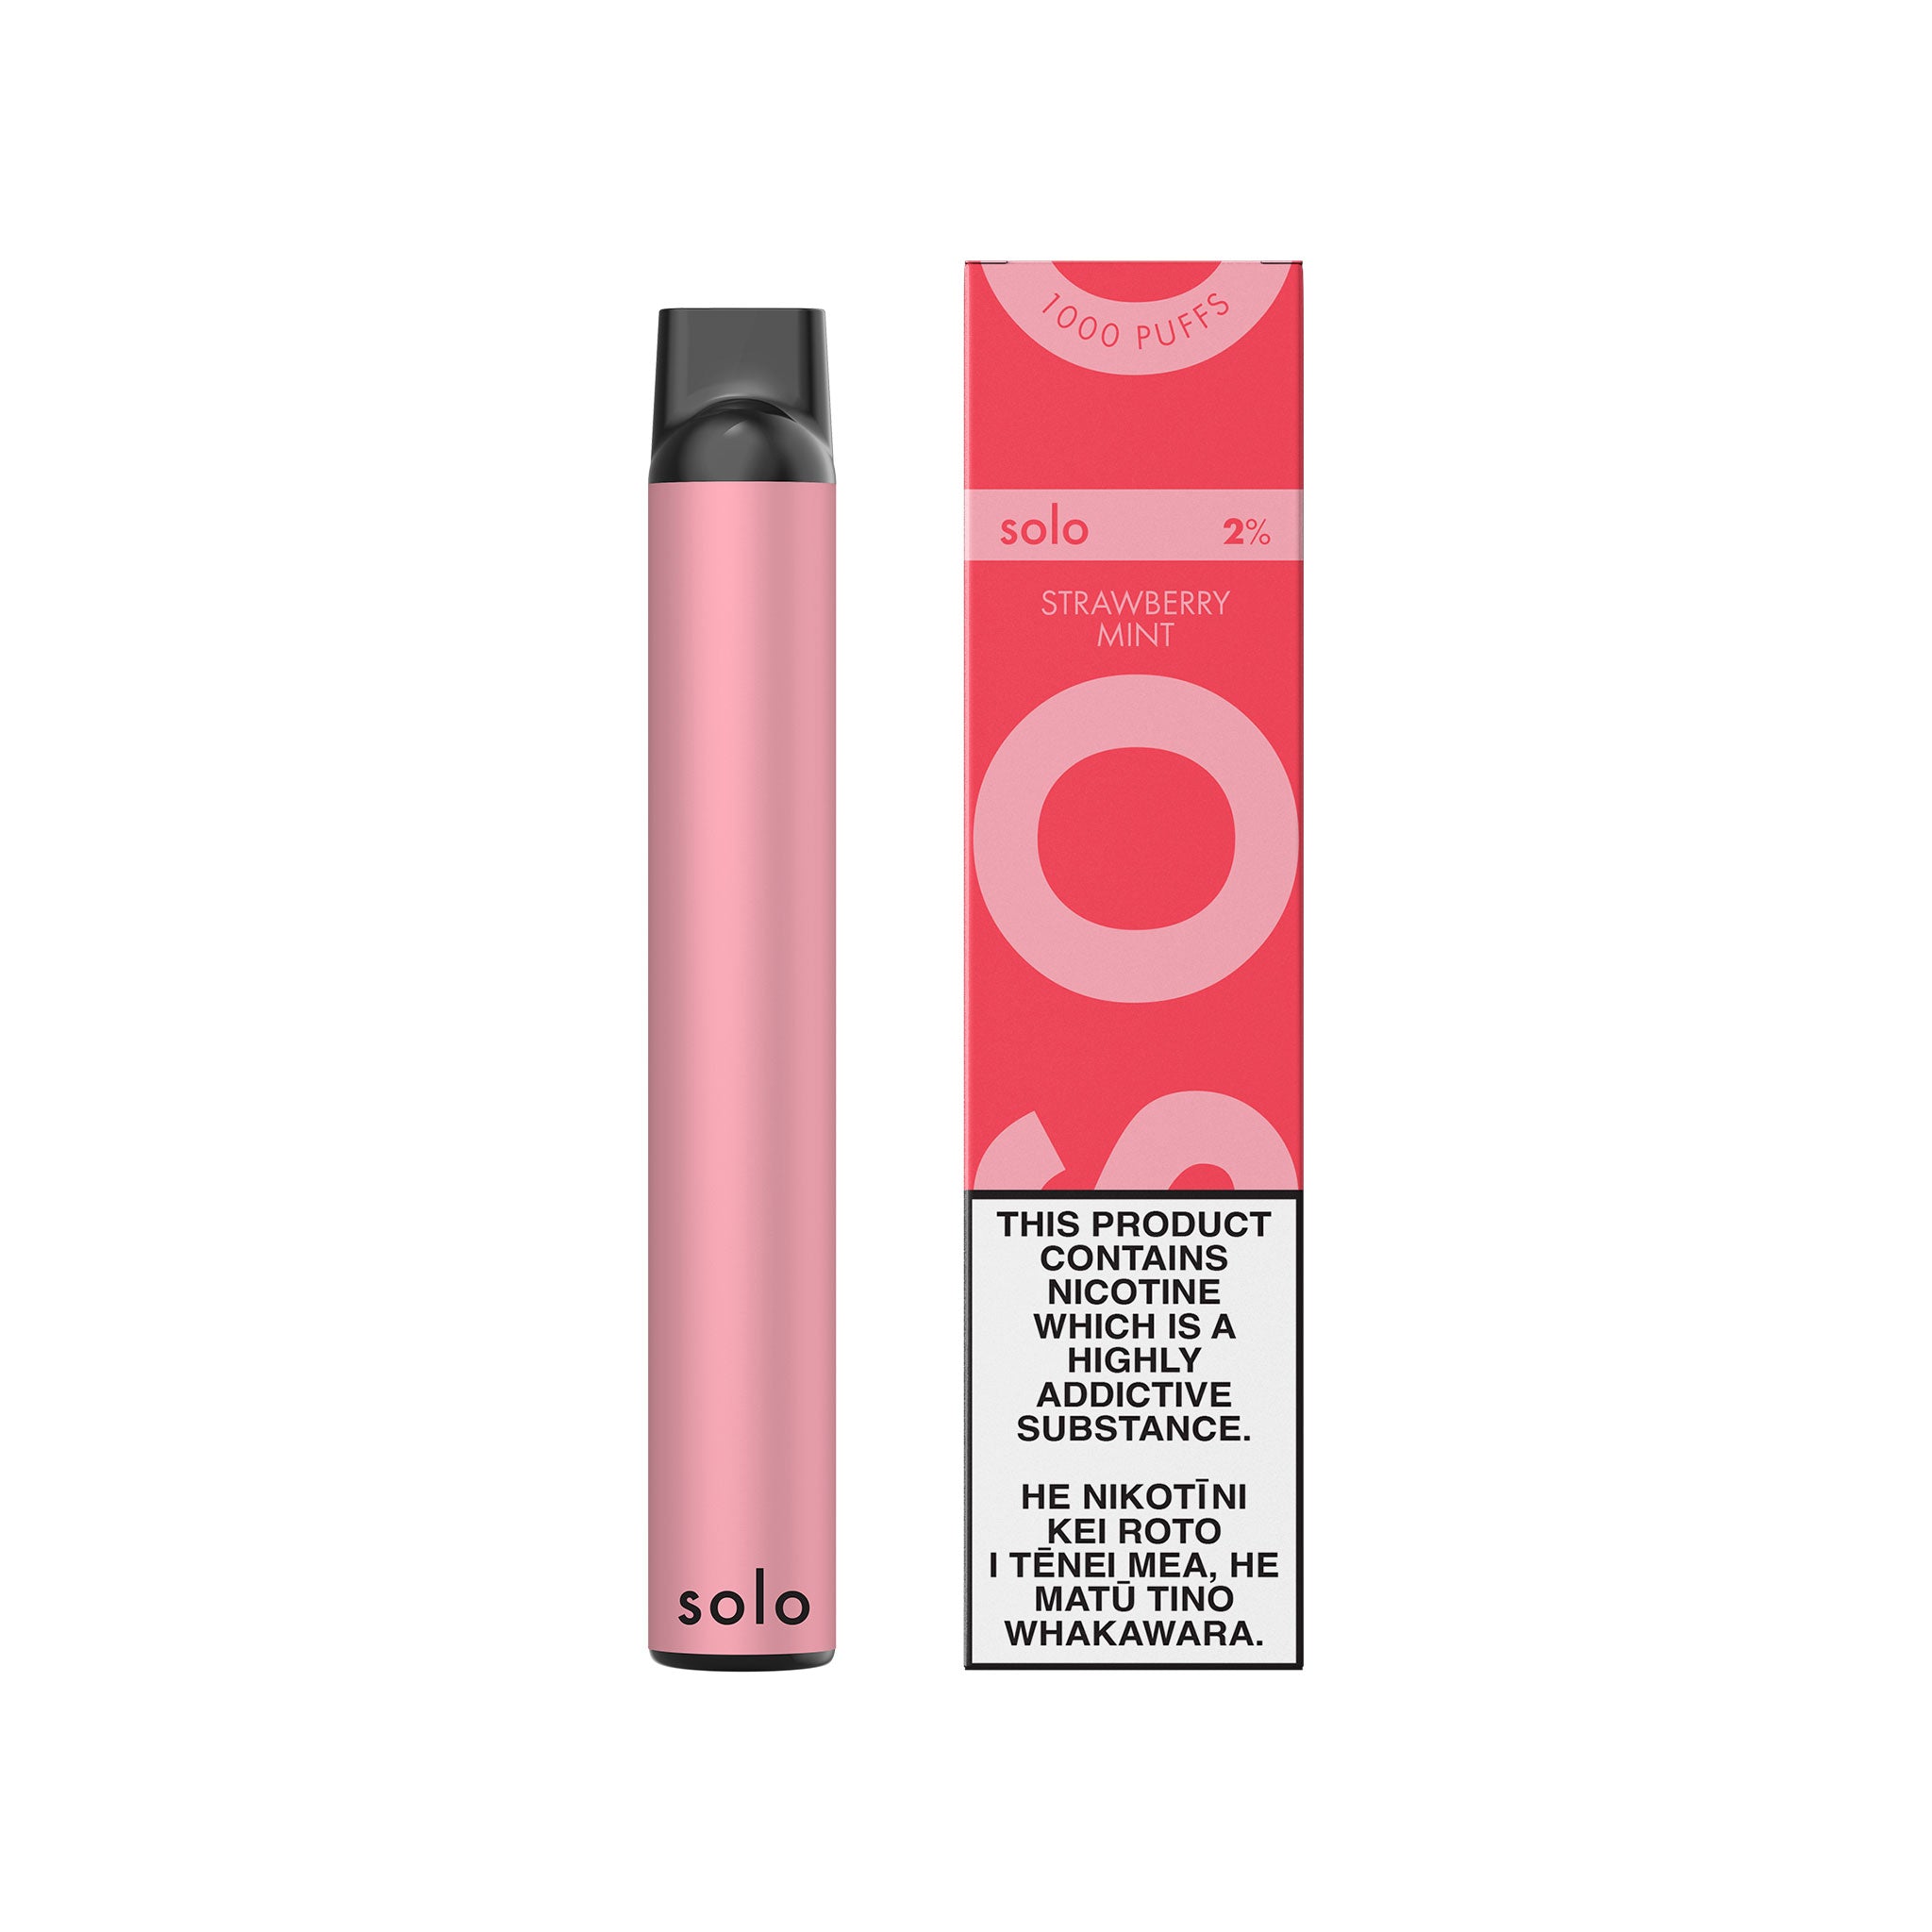 1000 PUFFS
solo 2%
STRAWBERRY
MINT
THIS PRODUCT
CONTAINS
NICOTINE
WHICH IS A
HIGHLY
ADDICTIVE
SUBSTANCE.
HE NIKOTĪNI
KEI ROTO
I TĒNEI MEA, HE
MATŪ TINO
WHAKAWARA.
solo